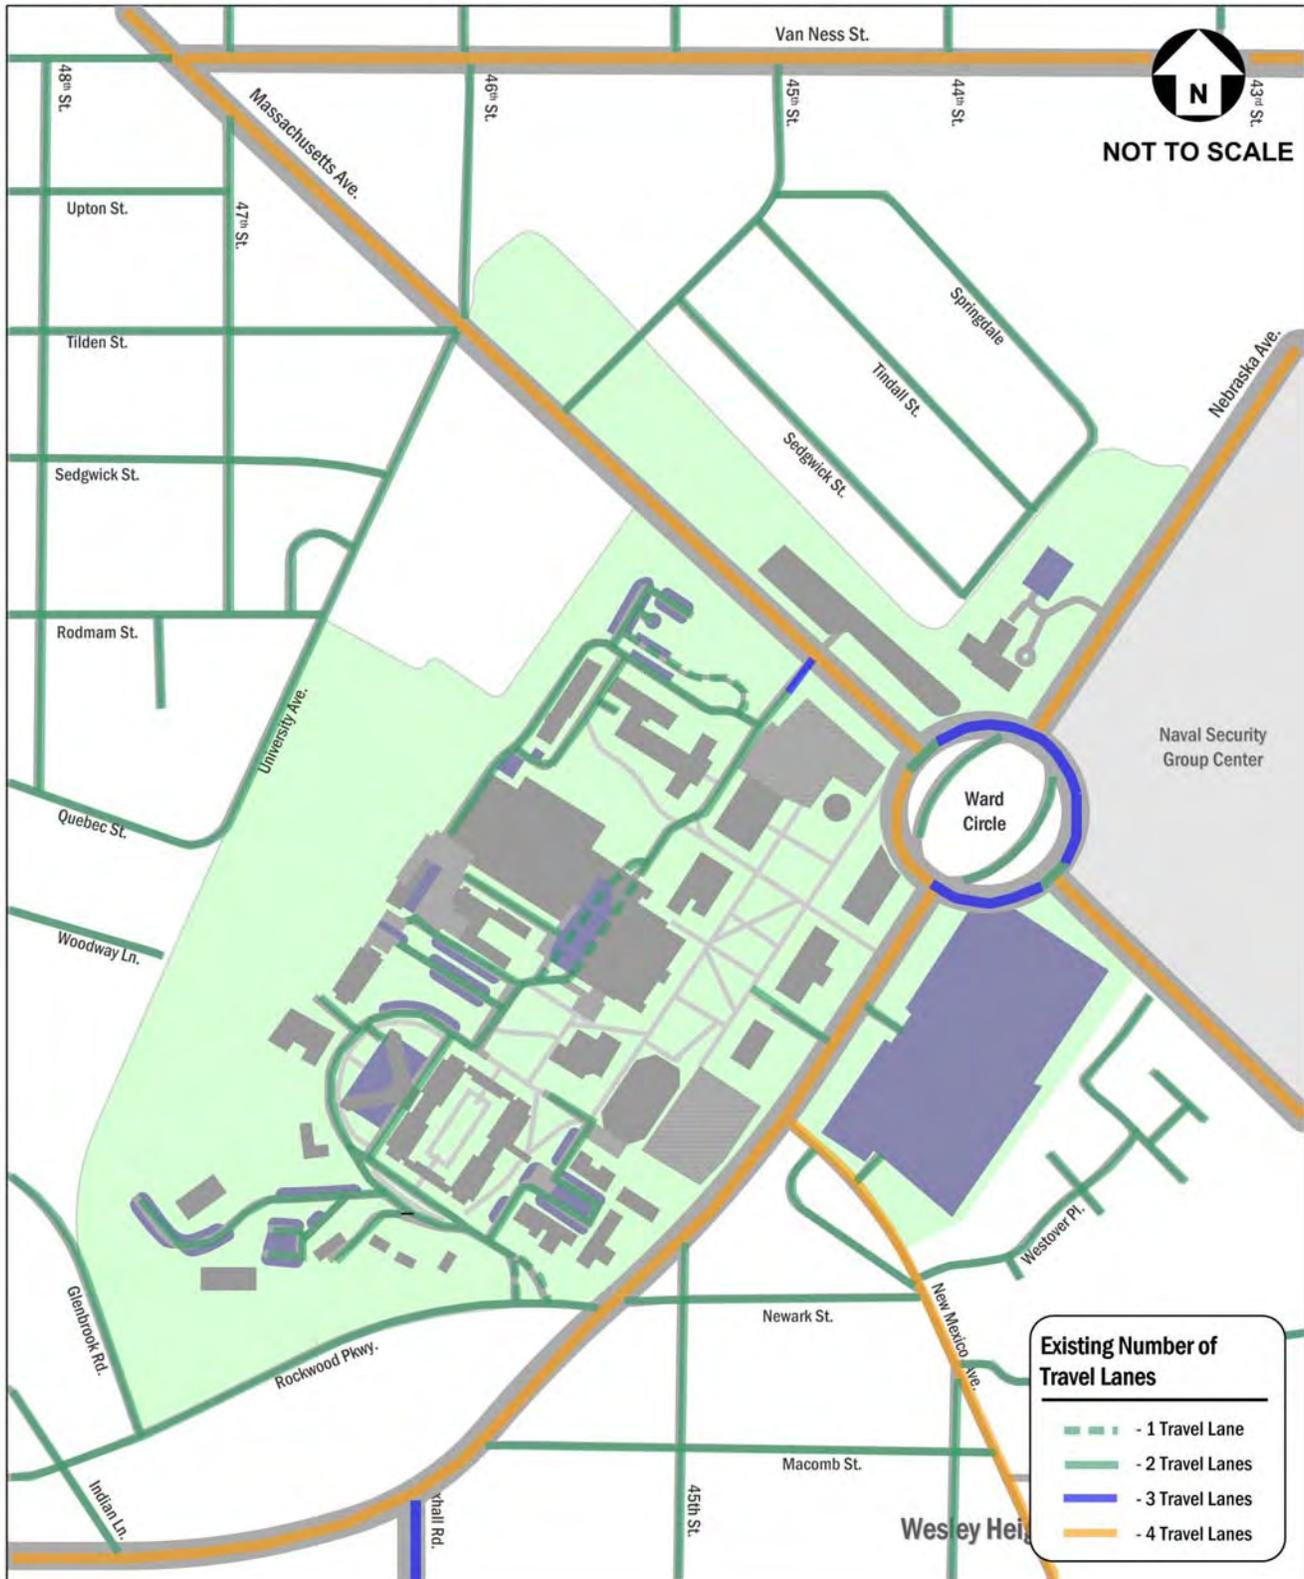 Van Ness St.
48th St.
46th St.
45th St.
44th St.
43rd St.
N
NOT TO SCALE
Massachusetts Ave.
Upton St.
47th St.
Springdale
Nebraska Ave.
Tilden St.
Tindall St.
Sedgwick St.
Sedgwick St.
Rodmam St.
University Ave.
Naval Security
Group Center
Ward
Circle
Quebec St.
Woodway Ln.
Westover Pl.
Glenbrook Rd.
Newark St.
New Mexico Ave.
Rockwood Pkwy.
Macomb St.
Indian Ln.
xhall Rd.
45th St.
Wesley Heig
Existing Number of
Travel Lanes
- 1 Travel Lane
- 2 Travel Lanes
- 3 Travel Lanes
- 4 Travel Lanes